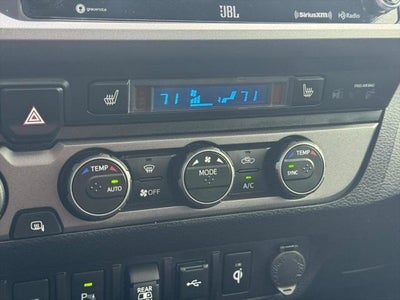 JBL
SiriusXM HD Radio
71 71
TEMP
AUTO
OFF
MODE
A/C
TEMP
SYNC
REAR